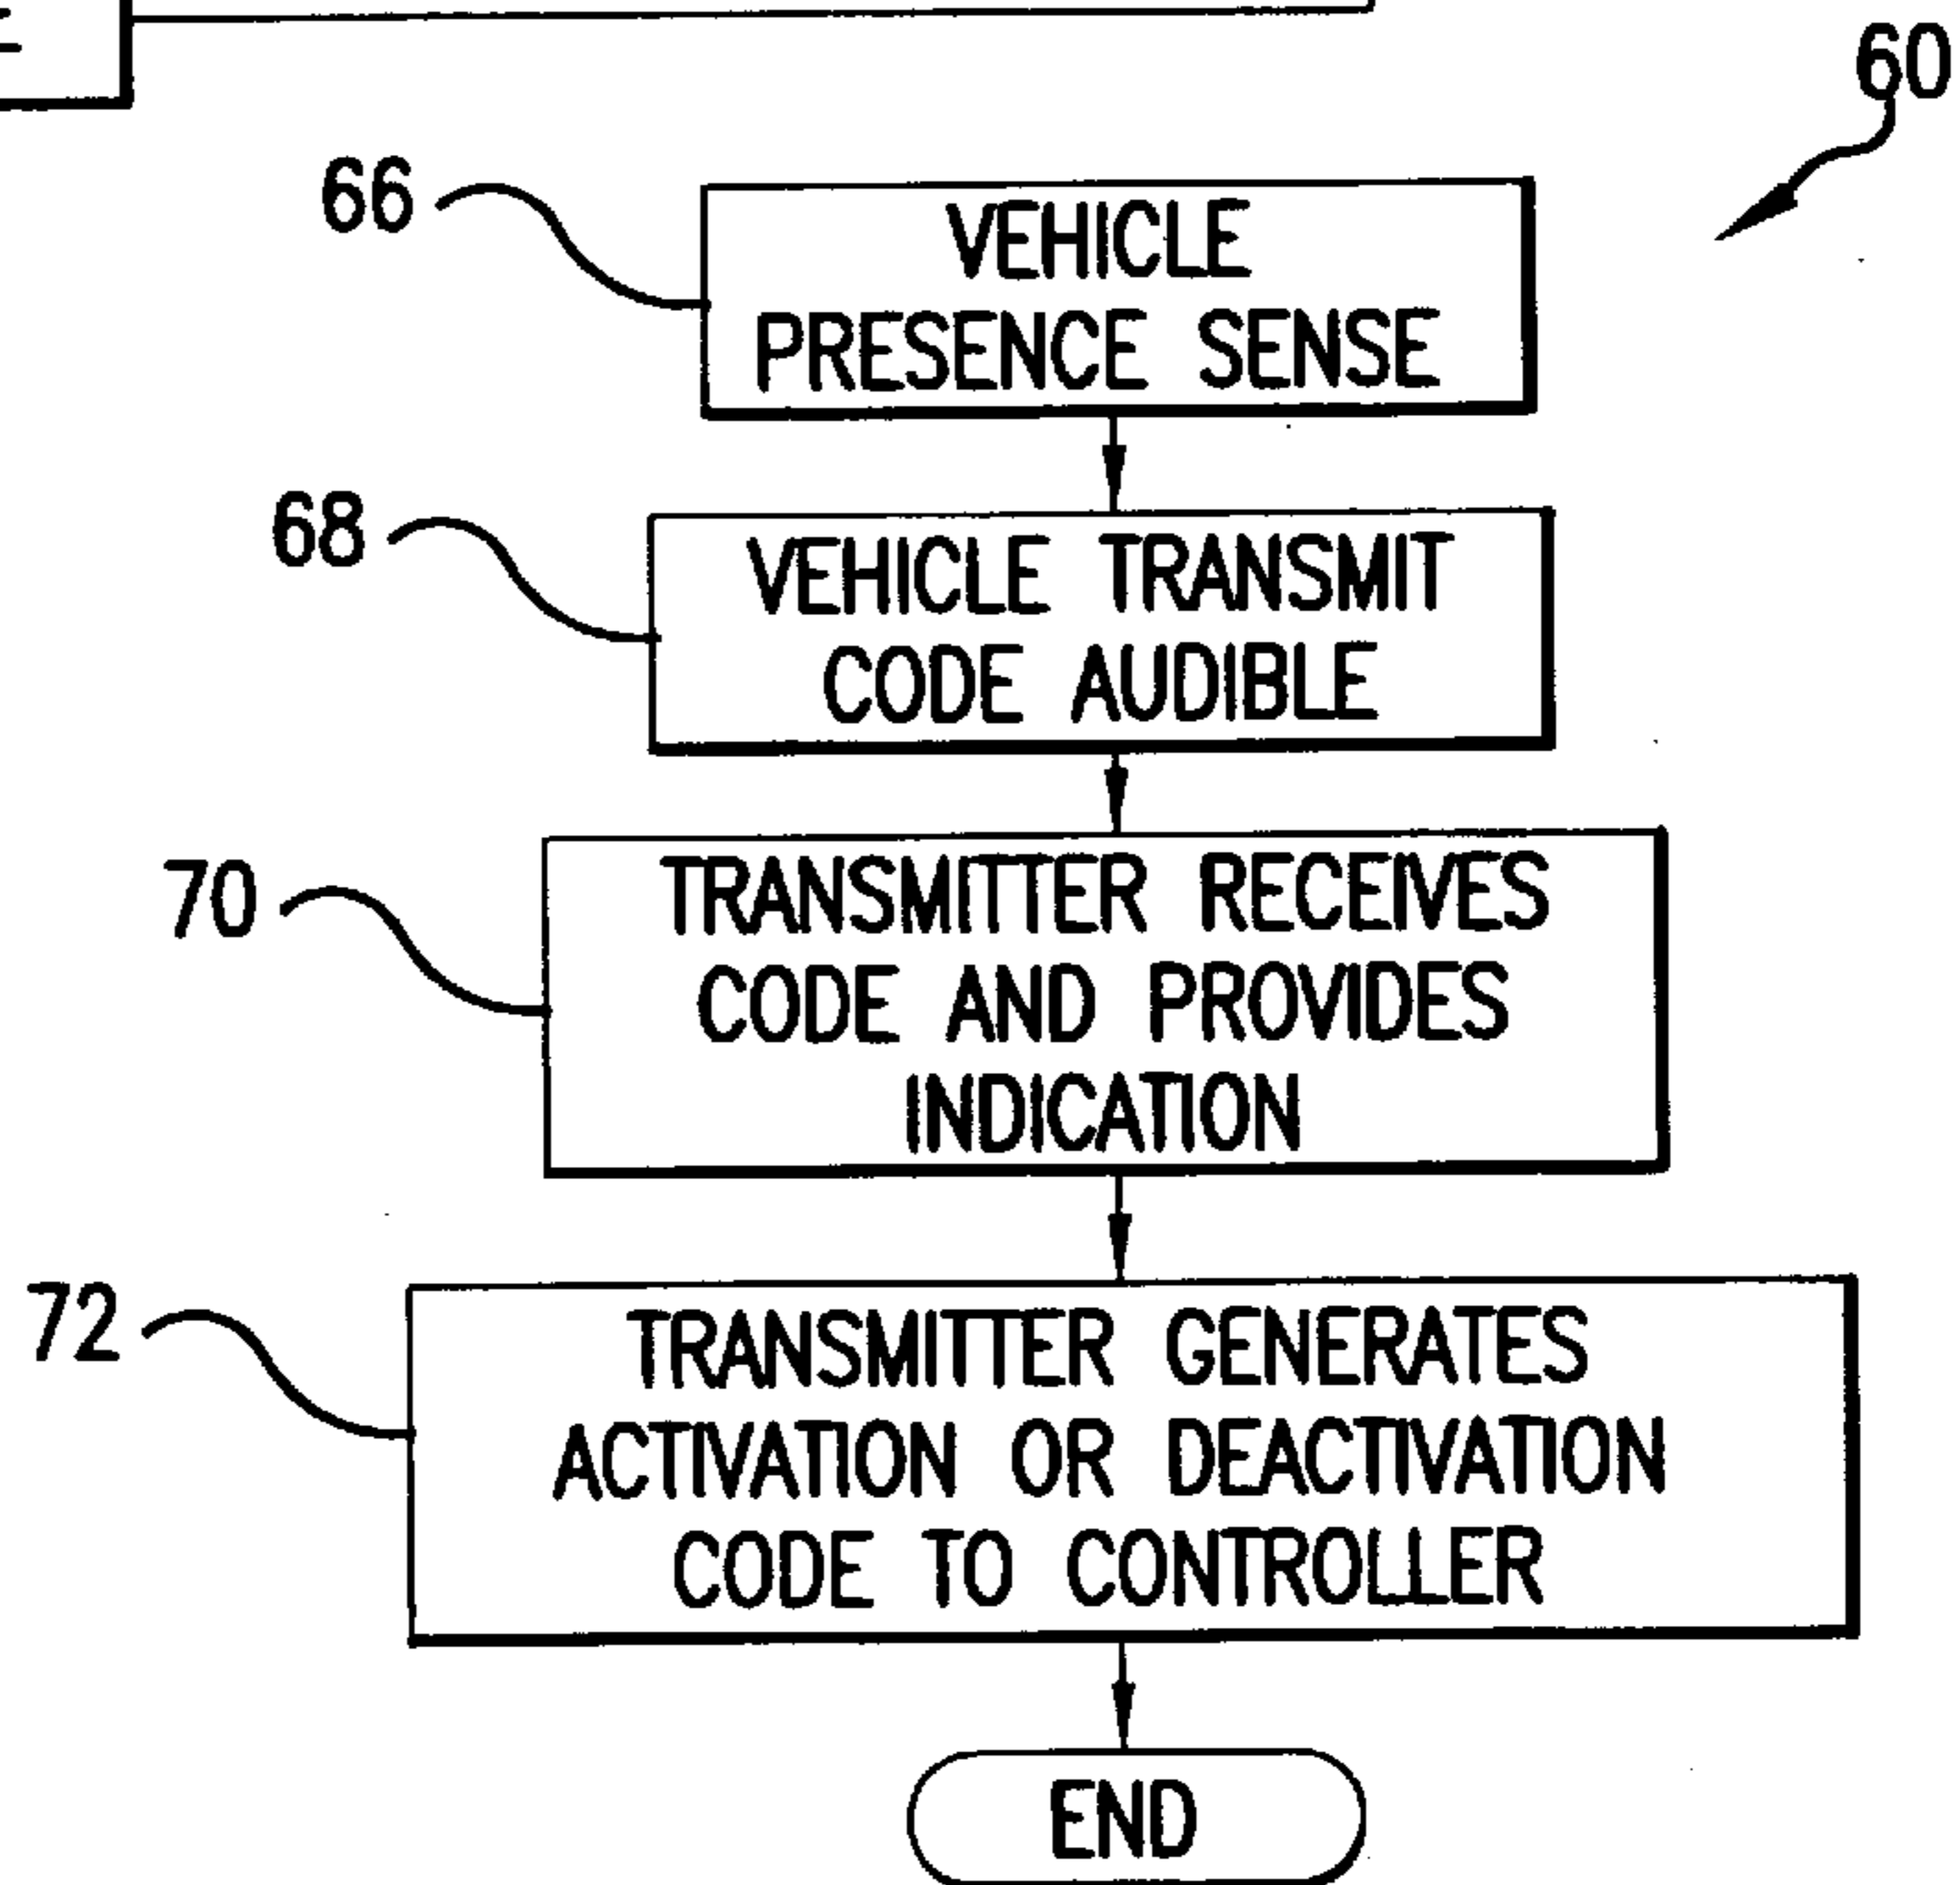 60
66
VEHICLE
PRESENCE SENSE
68
VEHICLE TRANSMIT
CODE AUDIBLE
70
TRANSMITTER RECEIVES
CODE AND PROVIDES
INDICATION
72
TRANSMITTER GENERATES
ACTIVATION OR DEACTIVATION
CODE TO CONTROLLER
END